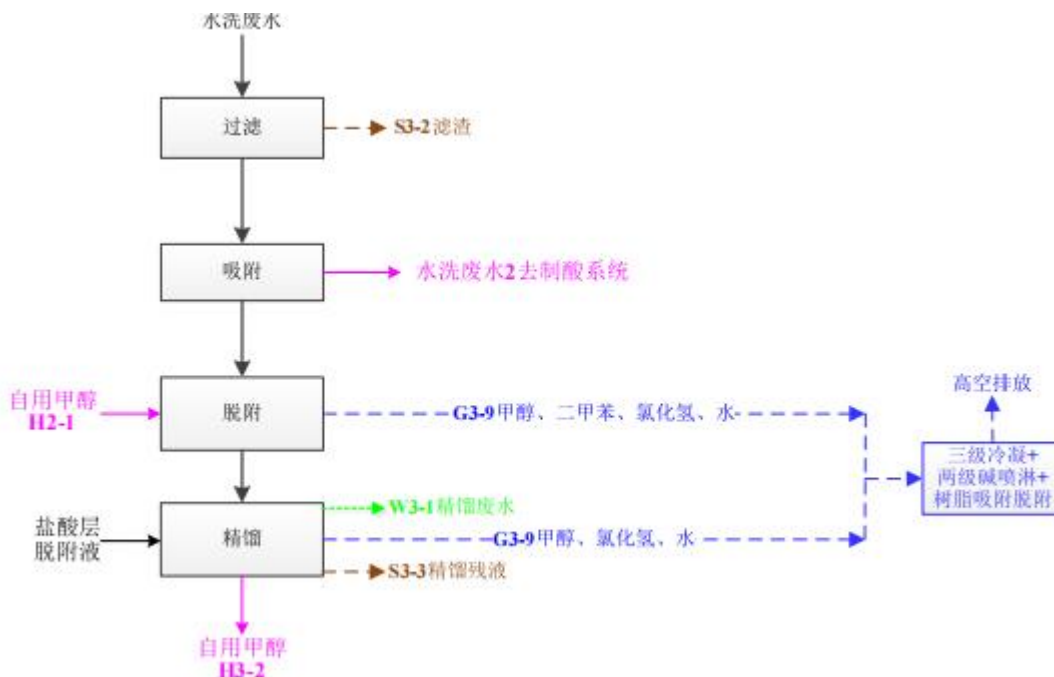 水洗废水
过滤
S3-2滤渣
吸附
水洗废水2去制酸系统
自用甲醇
H2-1
脱附
G3-9甲醇、二甲苯、氯化氢、水
高空排放
三级冷凝+
两级碱喷淋+
树脂吸附脱附
盐酸层
脱附液
精馏
W3-1精馏废水
G3-9甲醇、氯化氢、水
S3-3精馏残液
自用甲醇
H3-2